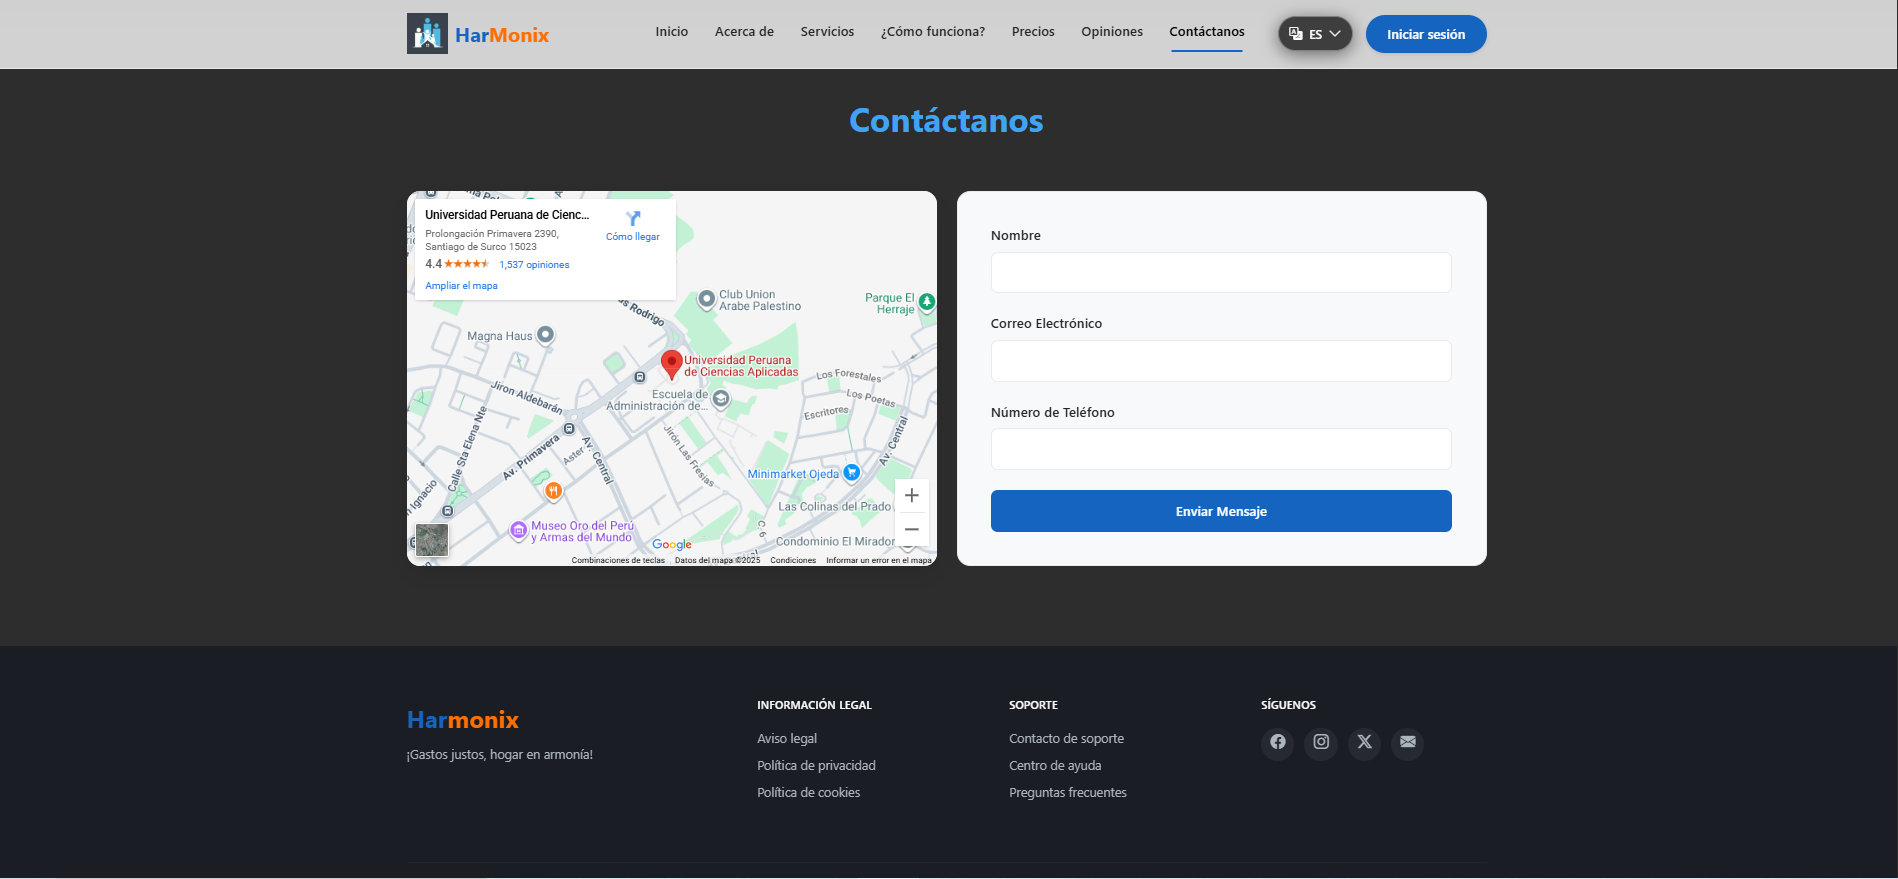 HarMonix
Inicio
Acerca de
Servicios
¿Cómo funciona?
Precios
Opiniones
Contáctanos
ES
Iniciar sesión
Contáctanos
Universidad Peruana de Cienc...
Prolongación Primavera 2390,
Santiago de Surco 15023
4.4
1,537 opiniones
Ampliar el mapa
Cómo llegar
Rodrigo
Club Union
Arabe Palestino
Parque El
Herraje
Magna Haus
Universidad Peruana
de Ciencias Aplicadas
Escuela de
Administración de...
Jiron Aldebarán
Los Forestales
Los Poetas
Escritores
Calle Sta Elena Nte
Av. Primavera
Aster
Av. Central
Jirón Las Fresias
Av. Central
Minimarket Ojeda
Ignacio
Las Colinas del Prado
Museo Oro del Perú
y Armas del Mundo
C. 6
Condominio El Mirador
Google
Combinaciones de teclas
Datos del mapa ©2025
Condiciones
Informar un error en el mapa
Nombre
Correo Electrónico
Número de Teléfono
Enviar Mensaje
Harmonix
¡Gastos justos, hogar en armonía!
INFORMACIÓN LEGAL
Aviso legal
Política de privacidad
Política de cookies
SOPORTE
Contacto de soporte
Centro de ayuda
Preguntas frecuentes
SÍGUENOS